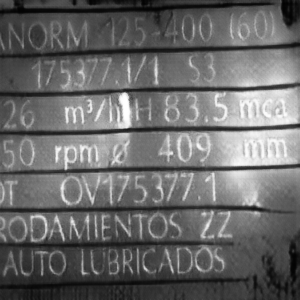 ANORM 125-400 (60)
175377.1/1 S3
26 m³/h H 83.5 mca
50 rpm ø 409 mm
OT OV175377.1
RODAMIENTOS ZZ
AUTO LUBRICADOS